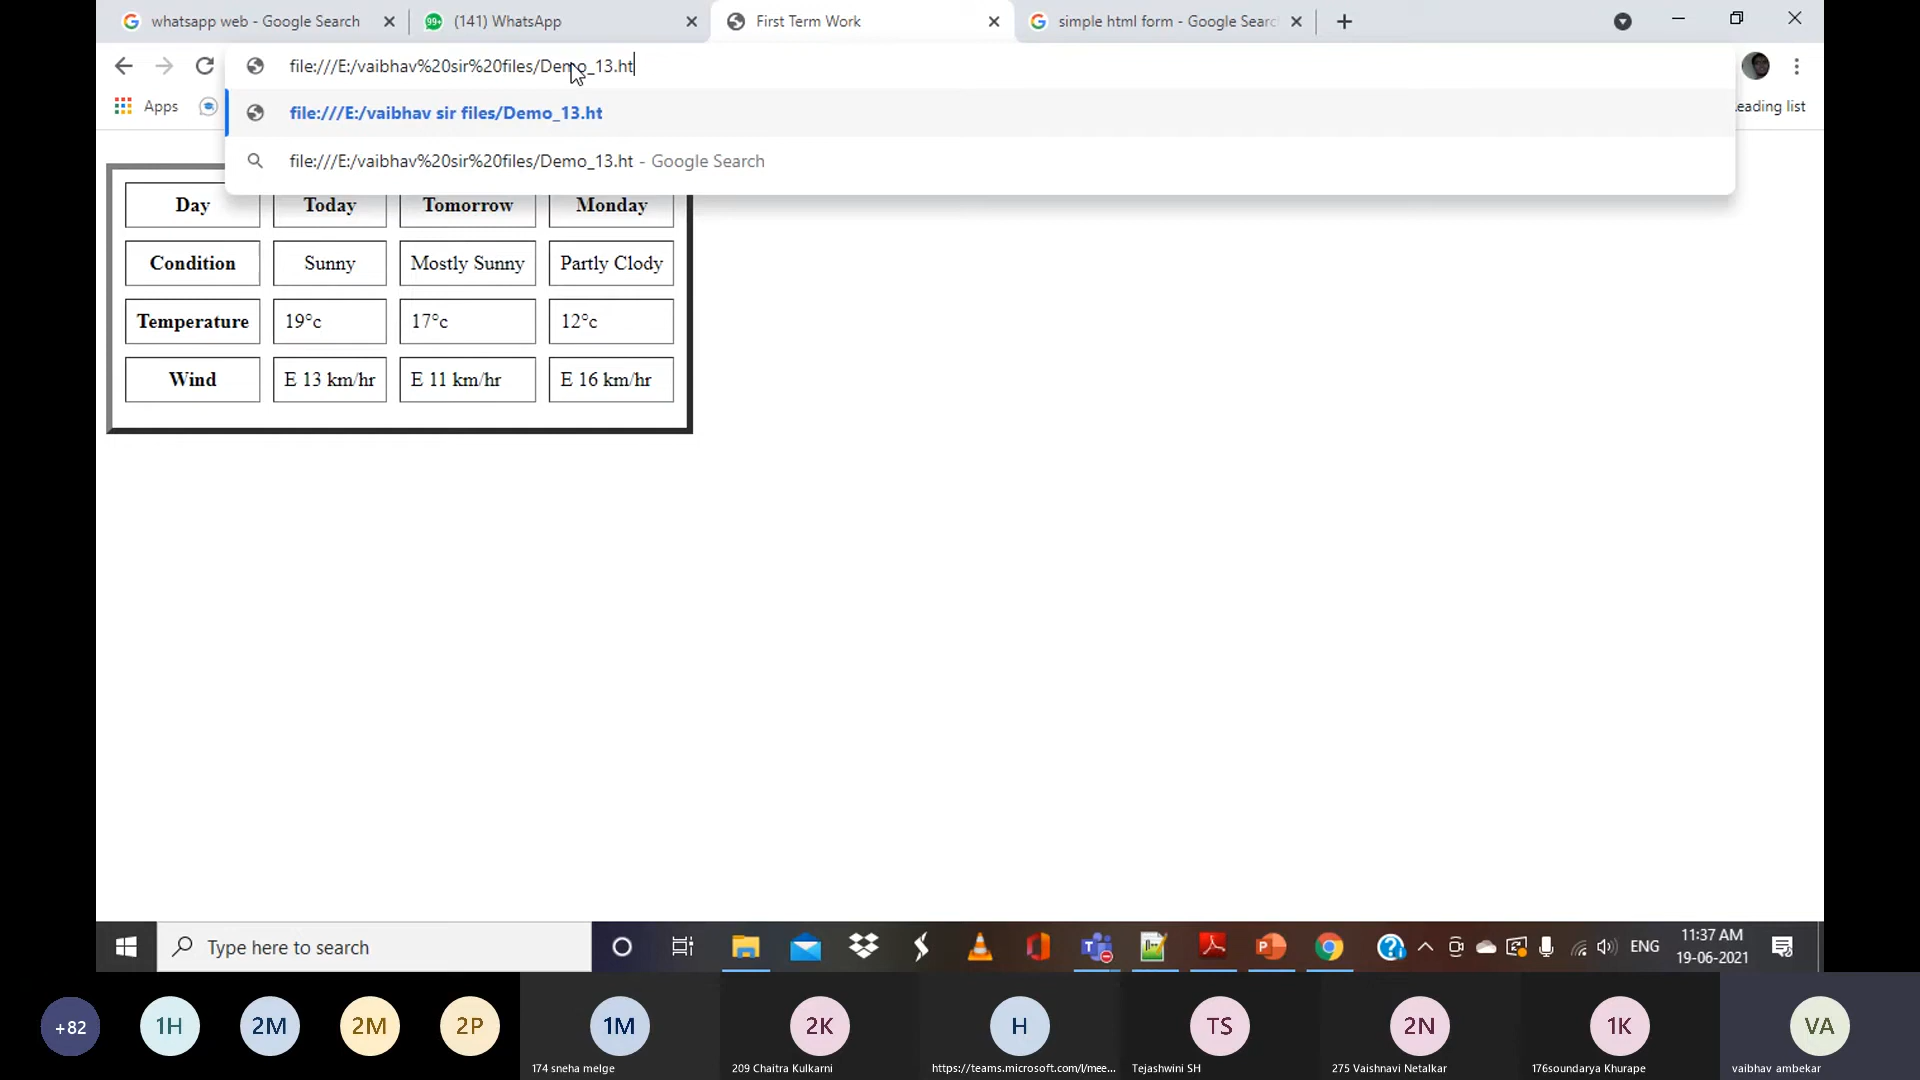 whatsapp web - Google Search
99+ (141) WhatsApp
First Term Work
simple html form - Google Searc
file:///E:/vaibhav%20sir%20files/Demo_13.ht
Apps
file:///E:/vaibhav sir files/Demo_13.ht
eading list
file:///E:/vaibhav%20sir%20files/Demo_13.ht - Google Search
Day Today Tomorrow Monday
Condition Sunny Mostly Sunny Partly Clody
Temperature 19°c 17°c 12°c
Wind E 13 km/hr E 11 km/hr E 16 km/hr
Type here to search
ENG
11:37 AM
19-06-2021
+82 1H 2M 2M 2P 1M 2K H TS 2N 1K VA
174 sneha melge
209 Chaitra Kulkarni
https://teams.microsoft.com/l/mee...
Tejashwini SH
275 Vaishnavi Netalkar
176soundarya Khurape
vaibhav ambekar